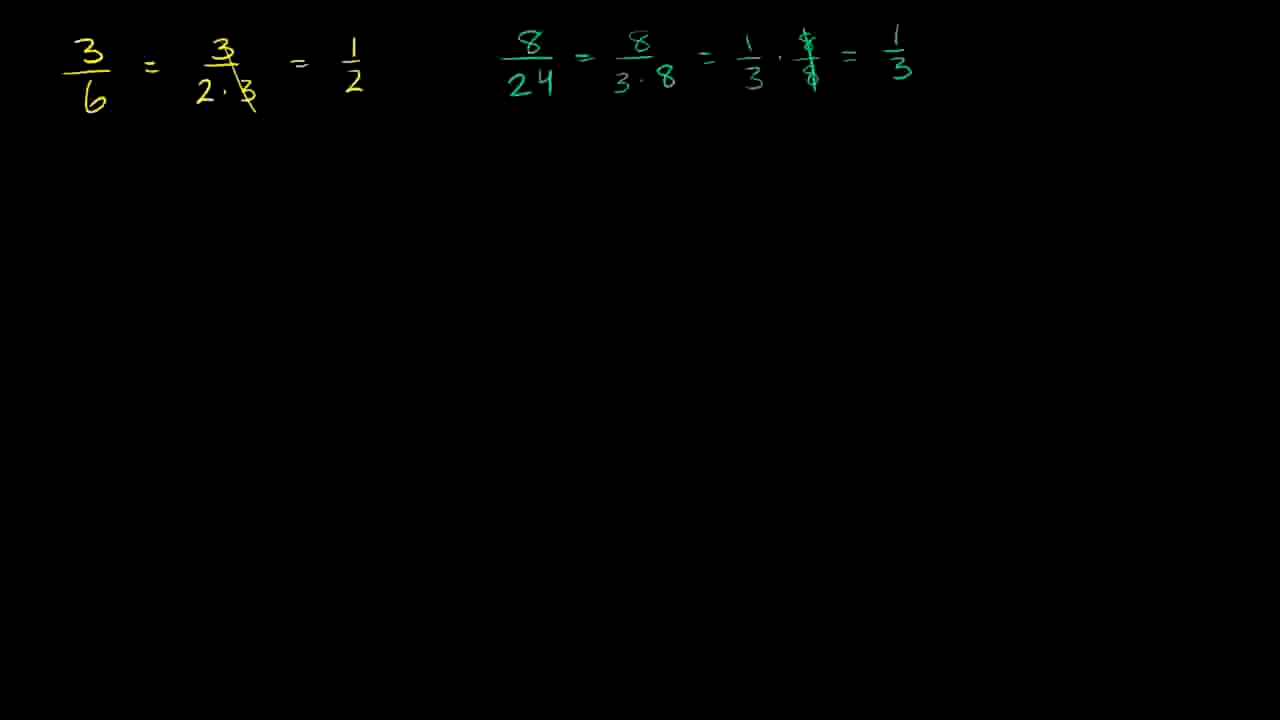 3/6 = 3/(2·3) = 1/2
8/24 = 8/(3·8) = 1/3 · 8/8 = 1/3